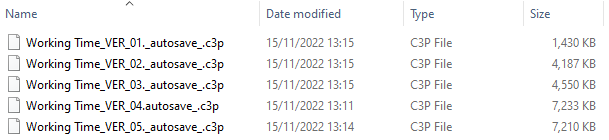 Name Date modified Type Size
Working Time_VER_01._autosave_.c3p 15/11/2022 13:15 C3P File 1,430 KB
Working Time_VER_02._autosave_.c3p 15/11/2022 13:15 C3P File 4,187 KB
Working Time_VER_03._autosave_.c3p 15/11/2022 13:15 C3P File 4,550 KB
Working Time_VER_04.autosave_.c3p 15/11/2022 13:11 C3P File 7,233 KB
Working Time_VER_05._autosave_.c3p 15/11/2022 13:14 C3P File 7,210 KB